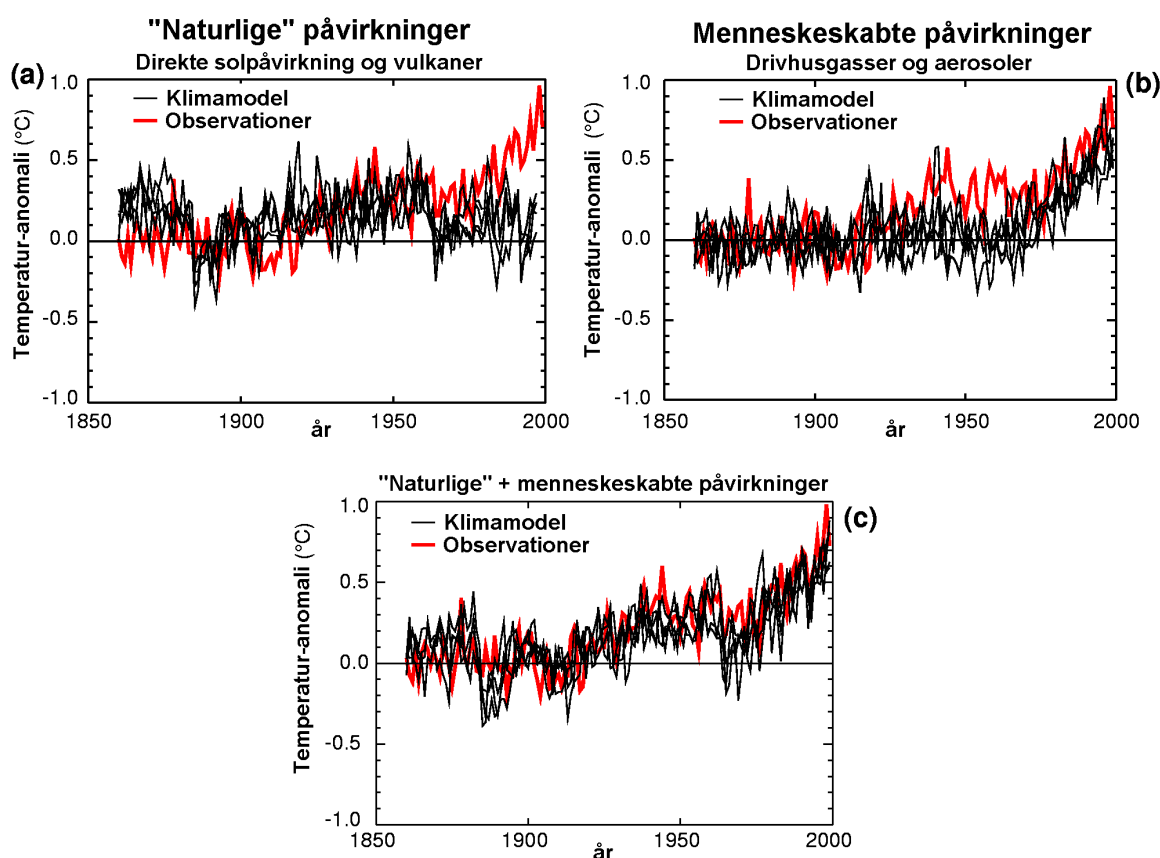 "Naturlige" påvirkninger
Direkte solpåvirkning og vulkaner
(a)
Temperatur-anomali (°C)
1.0
0.5
0.0
-0.5
-1.0
Klimamodel
Observationer
1850
1900
1950
2000
år
Menneskeskabte påvirkninger
Drivhusgasser og aerosoler
(b)
Temperatur-anomali (°C)
1.0
0.5
0.0
-0.5
-1.0
Klimamodel
Observationer
1850
1900
1950
2000
år
"Naturlige" + menneskeskabte påvirkninger
(c)
Temperatur-anomali (°C)
1.0
0.5
0.0
-0.5
-1.0
Klimamodel
Observationer
1850
1900
1950
2000
år